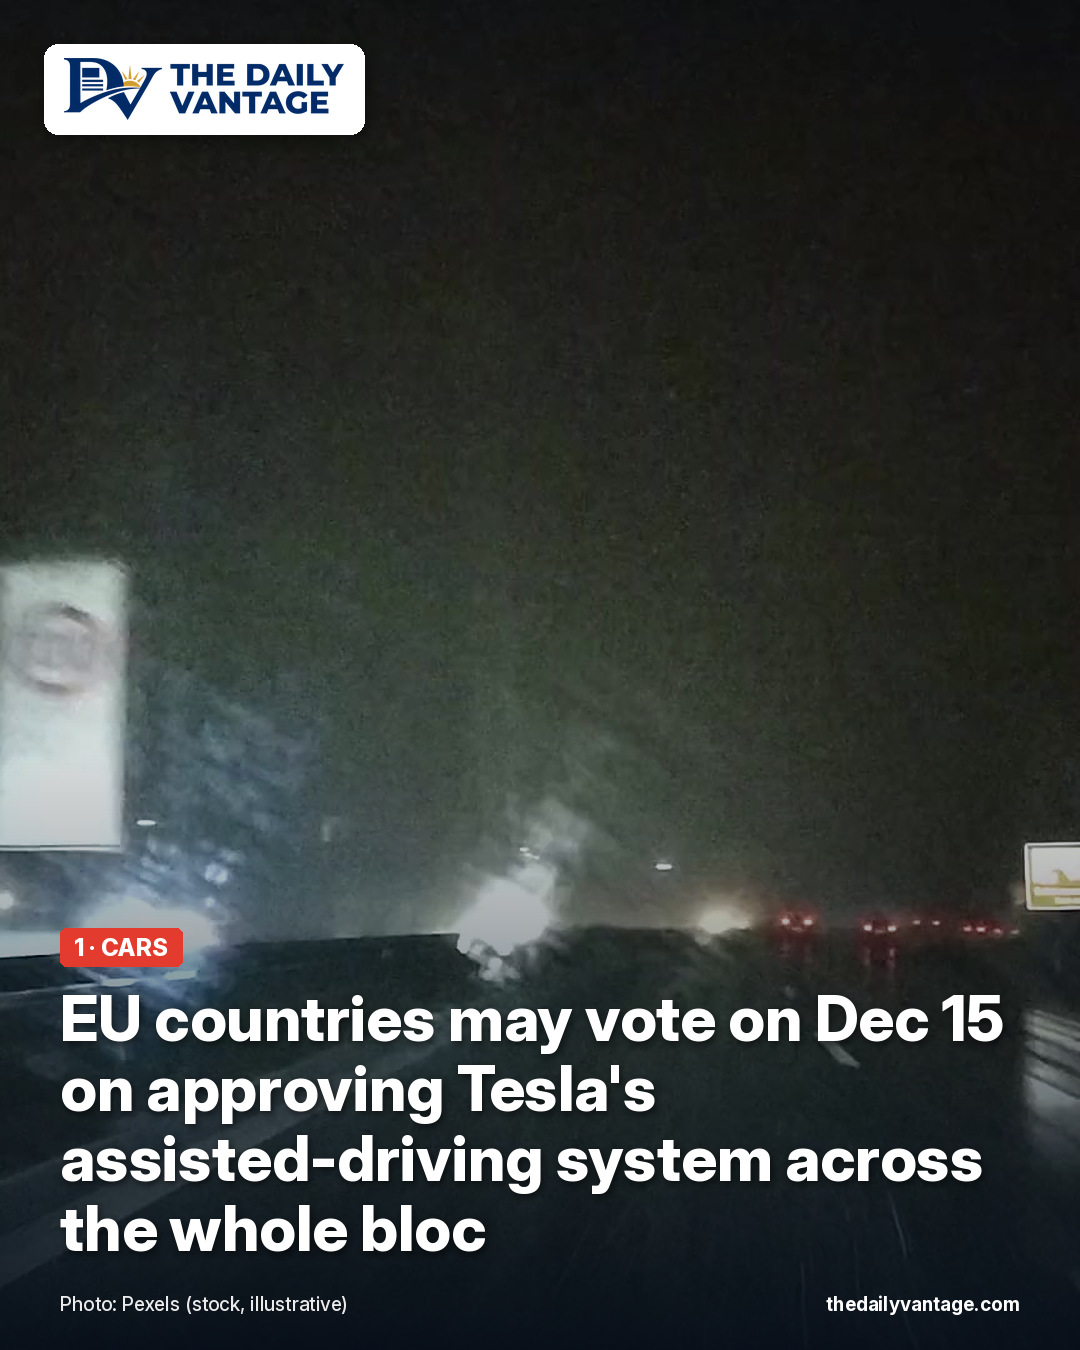 THE DAILY
VANTAGE
1 · CARS
EU countries may vote on Dec 15
on approving Tesla's
assisted-driving system across
the whole bloc
Photo: Pexels (stock, illustrative)
thedailyvantage.com